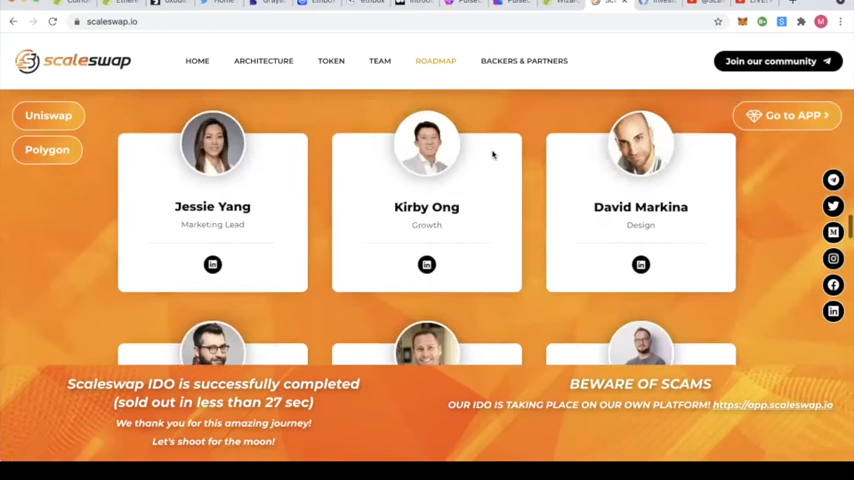 scaleswap.io
scaleswap
HOME
ARCHITECTURE
TOKEN
TEAM
ROADMAP
BACKERS & PARTNERS
Join our community
Uniswap
Polygon
Go to APP >
Jessie Yang
Marketing Lead
Kirby Ong
Growth
David Markina
Design
Scaleswap IDO is successfully completed
(sold out in less than 27 sec)
We thank you for this amazing journey!
Let's shoot for the moon!
BEWARE OF SCAMS
OUR IDO IS TAKING PLACE ON OUR OWN PLATFORM! https://app.scaleswap.io